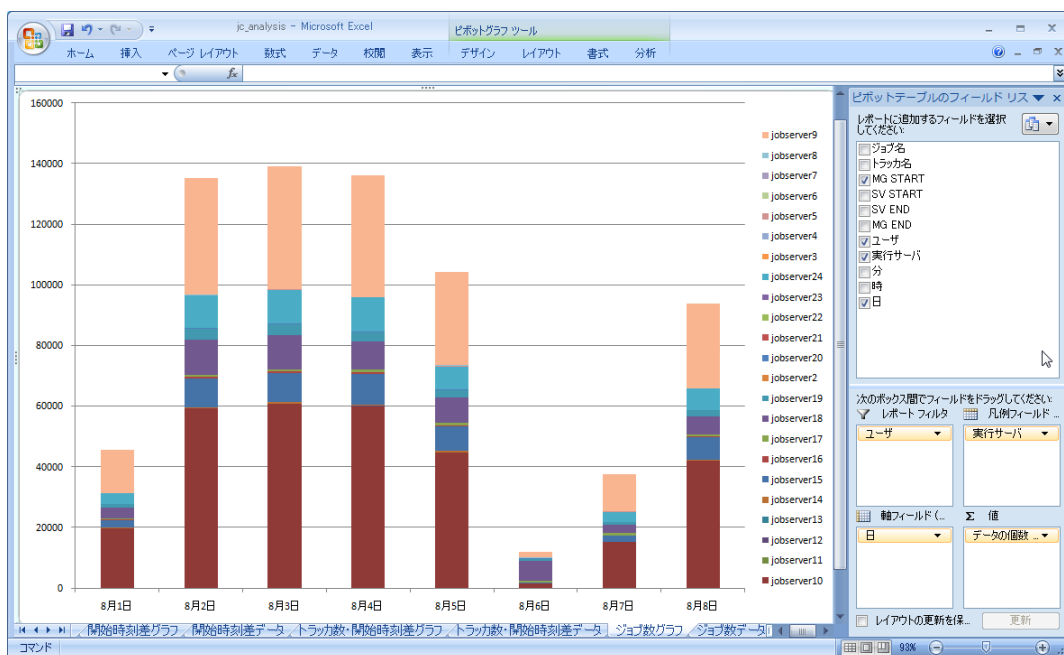 jc_analysis - Microsoft Excel
ピボットグラフ ツール
ホーム 挿入 ページ レイアウト 数式 データ 校閲 表示 デザイン レイアウト 書式 分析
fx
160000
140000
120000
100000
80000
60000
40000
20000
0
8月1日 8月2日 8月3日 8月4日 8月5日 8月6日 8月7日 8月8日
jobserver9
jobserver8
jobserver7
jobserver6
jobserver5
jobserver4
jobserver3
jobserver24
jobserver23
jobserver22
jobserver21
jobserver20
jobserver2
jobserver19
jobserver18
jobserver17
jobserver16
jobserver15
jobserver14
jobserver13
jobserver12
jobserver11
jobserver10
ピボットテーブルのフィールド リス
レポートに追加するフィールドを選択
してください:
ジョブ名
トラッカ名
MG START
SV START
SV END
MG END
ユーザ
実行サーバ
分
時
日
次のボックス間でフィールドをドラッグしてください:
レポート フィルタ 凡例フィールド ...
ユーザ 実行サーバ
軸フィールド (... Σ 値
日 データの個数 ...
レイアウトの更新を保... 更新
開始時刻差グラフ 開始時刻差データ トラッカ数・開始時刻差グラフ トラッカ数・開始時刻差データ ジョブ数グラフ ジョブ数データ
コマンド 93%